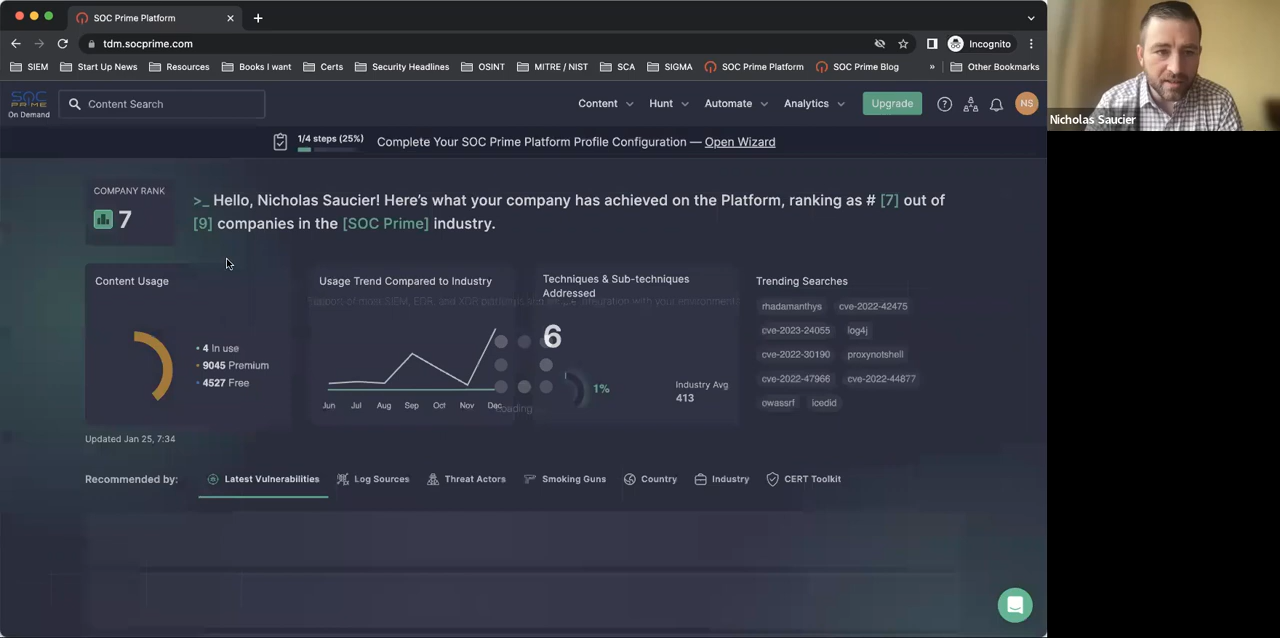 SOC Prime Platform
tdm.socprime.com
Incognito
SIEM
Start Up News
Resources
Books I want
Certs
Security Headlines
OSINT
MITRE / NIST
SCA
SIGMA
SOC Prime Platform
SOC Prime Blog
»
Other Bookmarks
SOC
PRIME
On Demand
Content Search
Content
Hunt
Automate
Analytics
Upgrade
NS
Nicholas Saucier
1/4 steps (25%)
Complete Your SOC Prime Platform Profile Configuration — Open Wizard
COMPANY RANK
7
>_ Hello, Nicholas Saucier! Here's what your company has achieved on the Platform, ranking as # [7] out of
[9] companies in the [SOC Prime] industry.
Content Usage
4 In use
9045 Premium
4527 Free
Usage Trend Compared to Industry
Jun Jul Aug Sep Oct Nov Dec
Techniques & Sub-techniques
Addressed
6
1%
Industry Avg
413
Loading
Trending Searches
rhadamanthys cve-2022-42475
cve-2023-24055 log4j
cve-2022-30190 proxynotshell
cve-2022-47966 cve-2022-44877
owassrf icedid
Updated Jan 25, 7:34
Recommended by:
Latest Vulnerabilities
Log Sources
Threat Actors
Smoking Guns
Country
Industry
CERT Toolkit